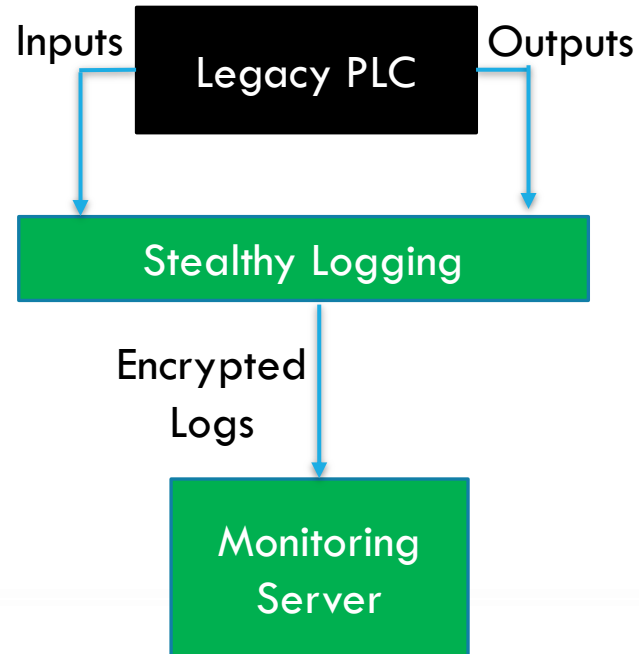 Inputs
Legacy PLC
Outputs
Stealthy Logging
Encrypted
Logs
Monitoring
Server